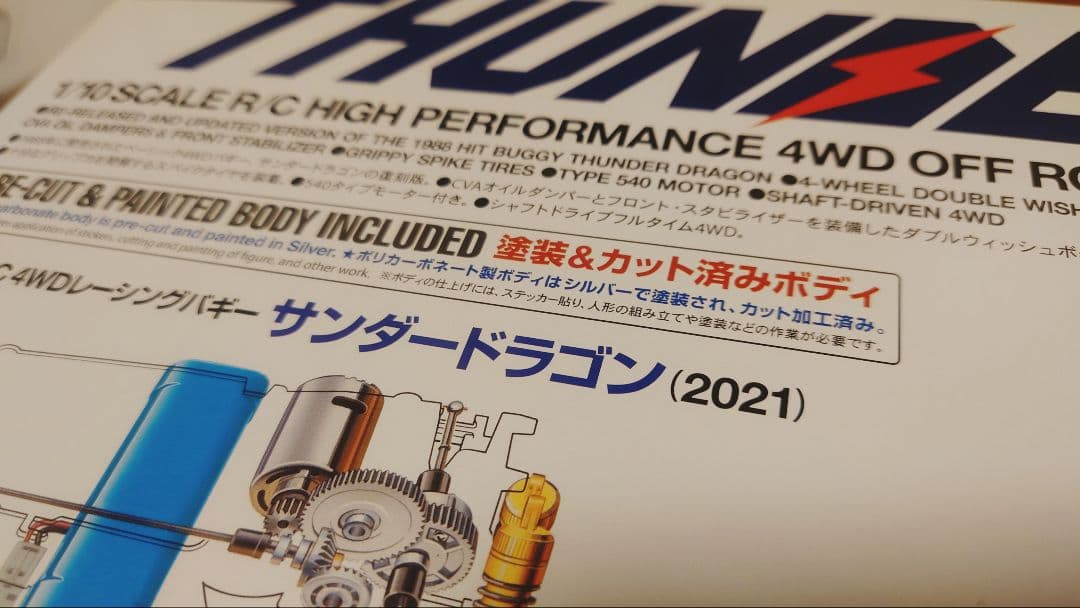 THUNDE
1/10 SCALE R/C HIGH PERFORMANCE 4WD OFF RO
●RE-RELEASED AND UPDATED VERSION OF THE 1988 HIT BUGGY THUNDER DRAGON ●4-WHEEL DOUBLE WISH
CVA OIL DAMPERS & FRONT STABILIZER ●GRIPPY SPIKE TIRES ●TYPE 540 MOTOR ●SHAFT-DRIVEN 4WD
ドラゴンの復刻版。●CVAオイルダンパーとフロント・スタビライザーを装備したダブルウィッシュボ
スパイクタイヤを装着。●540タイプモーター付き。●シャフトドライブフルタイム4WD。
RE-CUT & PAINTED BODY INCLUDED 塗装&カット済みボディ
carbonate body is pre-cut and painted in Silver. ★ポリカーボネート製ボディはシルバーで塗装され、カット加工済み。
application of stickers, cutting and painting of figure, and other work. ※ボディの仕上げには、ステッカー貼り、人形の組み立てや塗装などの作業が必要です。
C 4WDレーシングバギー サンダードラゴン(2021)